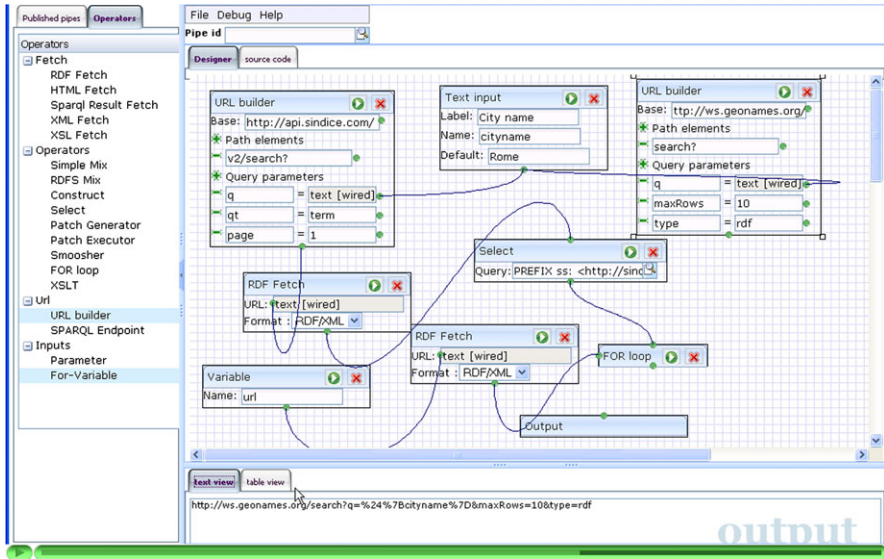 Published pipes Operators
Operators
Fetch
RDF Fetch
HTML Fetch
Sparql Result Fetch
XML Fetch
XSL Fetch
Operators
Simple Mix
RDFS Mix
Construct
Select
Patch Generator
Patch Executor
Smoosher
FOR loop
XSLT
Url
URL builder
SPARQL Endpoint
Inputs
Parameter
For-Variable
File Debug Help
Pipe id
Designer source code
URL builder
Base: http://api.sindice.com/
Path elements
v2/search?
Query parameters
q = text [wired]
qt = term
page = 1
Text input
Label: City name
Name: cityname
Default: Rome
URL builder
Base: ttp://ws.geonames.org/
Path elements
search?
Query parameters
q = text [wired]
maxRows = 10
type = rdf
Select
Query: PREFIX ss: <http://sind
RDF Fetch
URL: text [wired]
Format : RDF/XML
RDF Fetch
URL: text [wired]
Format : RDF/XML
FOR loop
Variable
Name: url
Output
text view table view
http://ws.geonames.org/search?q=%24%7Bcityname%7D&maxRows=10&type=rdf
output